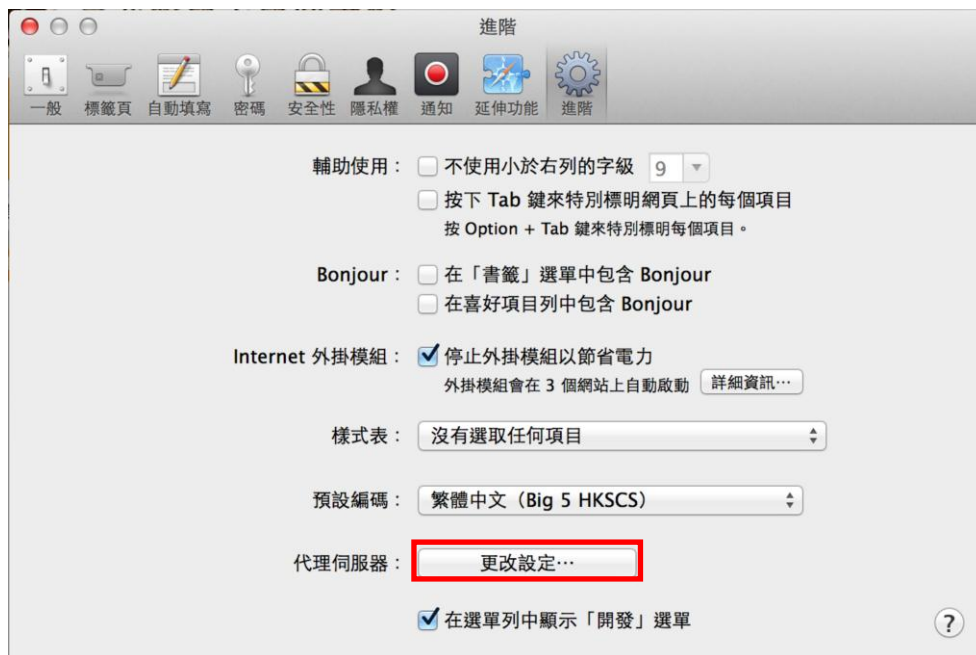 進階
一般 標籤頁 自動填寫 密碼 安全性 隱私權 通知 延伸功能 進階
輔助使用： 不使用小於右列的字級 9
按下 Tab 鍵來特別標明網頁上的每個項目
按 Option + Tab 鍵來特別標明每個項目。
Bonjour： 在「書籤」選單中包含 Bonjour
在喜好項目列中包含 Bonjour
Internet 外掛模組： 停止外掛模組以節省電力
外掛模組會在 3 個網站上自動啟動 詳細資訊⋯
樣式表： 沒有選取任何項目
預設編碼： 繁體中文（Big 5 HKSCS）
代理伺服器： 更改設定⋯
在選單列中顯示「開發」選單
?